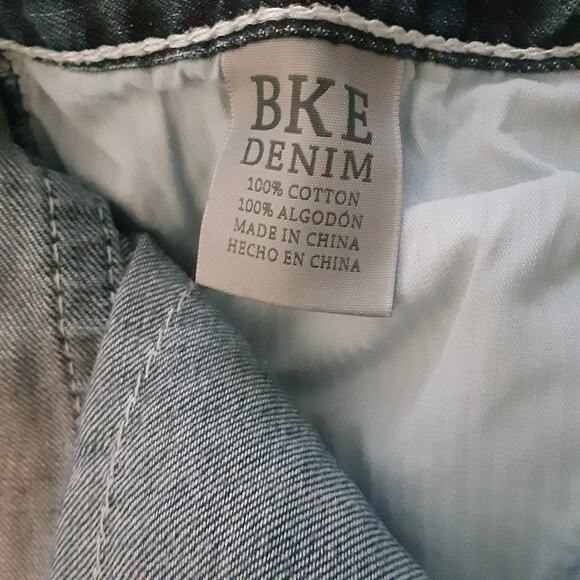 BKE
DENIM
100% COTTON
100% ALGODÓN
MADE IN CHINA
HECHO EN CHINA